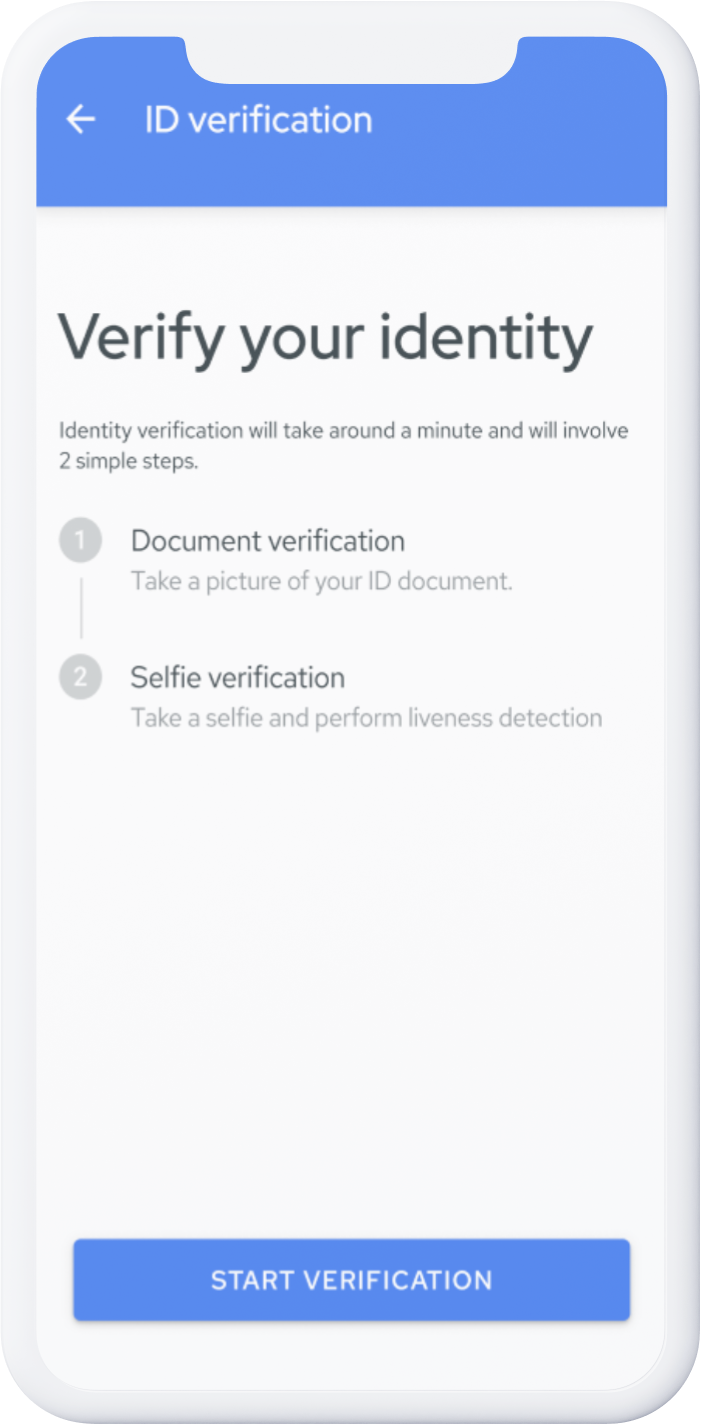 ID verification
Verify your identity
Identity verification will take around a minute and will involve
2 simple steps.
1 Document verification
Take a picture of your ID document.
2 Selfie verification
Take a selfie and perform liveness detection
START VERIFICATION